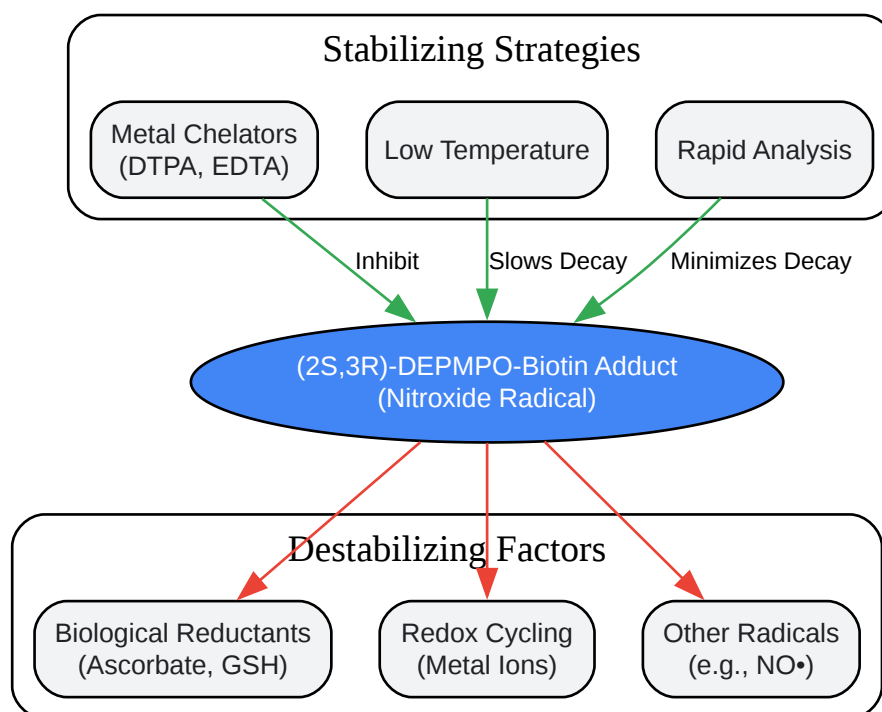 Stabilizing Strategies
Metal Chelators
(DTPA, EDTA)
Low Temperature
Rapid Analysis
Inhibit
Slows Decay
Minimizes Decay
(2S,3R)-DEPMPO-Biotin Adduct
(Nitroxide Radical)
Destabilizing Factors
Biological Reductants
(Ascorbate, GSH)
Redox Cycling
(Metal Ions)
Other Radicals
(e.g., NO•)